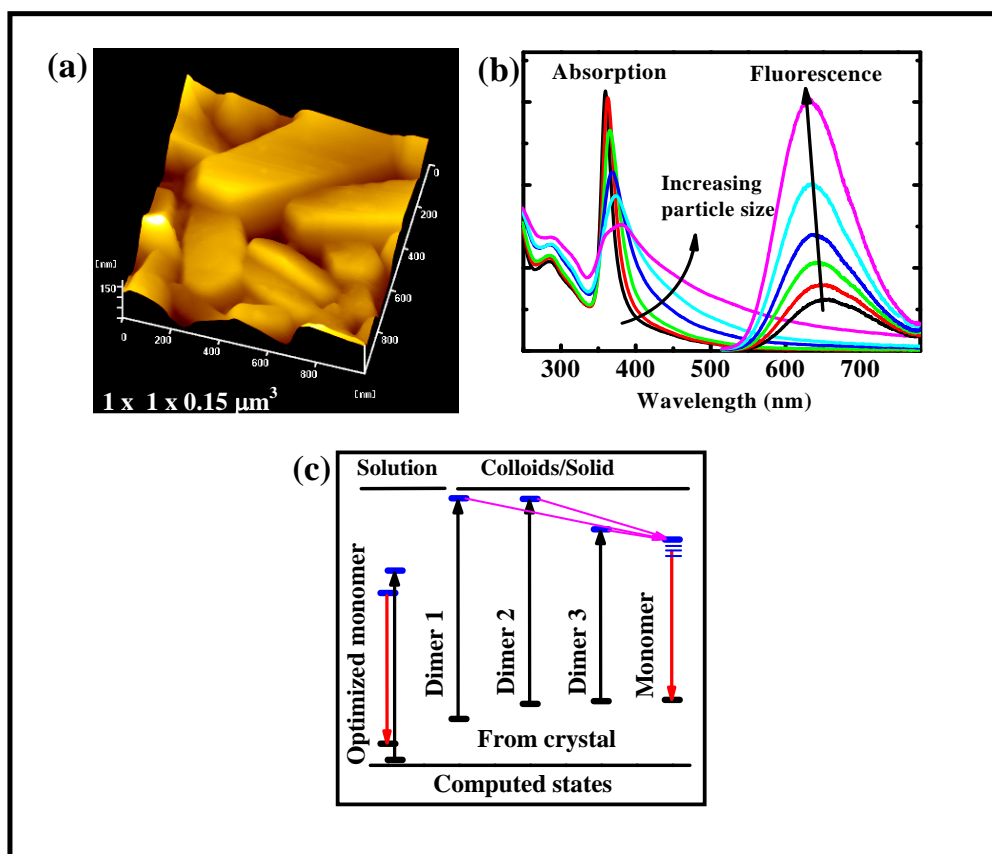 (a)
0
200
400
600
800
[nm]
150
0
200
400
600
800
[nm]
1 x 1 x 0.15 μm³
(b)
Absorption
Fluorescence
Increasing
particle size
300
400
500
600
700
Wavelength (nm)
(c)
Solution
Colloids/Solid
Optimized monomer
Dimer 1
Dimer 2
Dimer 3
Monomer
From crystal
Computed states